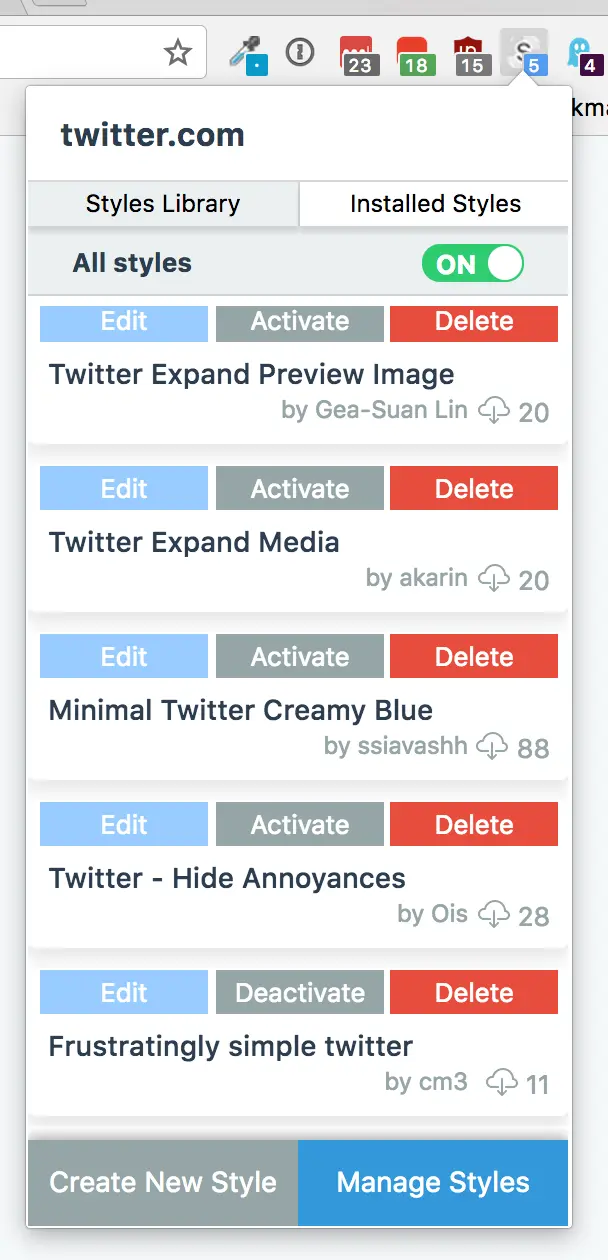 23 18 15 5 4
twitter.com
Styles Library Installed Styles
All styles ON
Edit Activate Delete
Twitter Expand Preview Image
by Gea-Suan Lin 20
Edit Activate Delete
Twitter Expand Media
by akarin 20
Edit Activate Delete
Minimal Twitter Creamy Blue
by ssiavashh 88
Edit Activate Delete
Twitter - Hide Annoyances
by Ois 28
Edit Deactivate Delete
Frustratingly simple twitter
by cm3 11
Create New Style Manage Styles